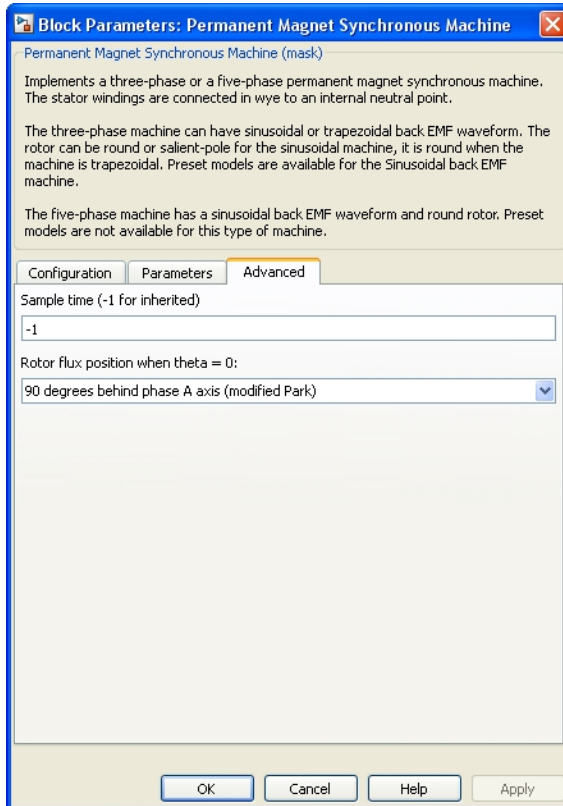 Block Parameters: Permanent Magnet Synchronous Machine
Permanent Magnet Synchronous Machine (mask)
Implements a three-phase or a five-phase permanent magnet synchronous machine.
The stator windings are connected in wye to an internal neutral point.
The three-phase machine can have sinusoidal or trapezoidal back EMF waveform. The
rotor can be round or salient-pole for the sinusoidal machine, it is round when the
machine is trapezoidal. Preset models are available for the Sinusoidal back EMF
machine.
The five-phase machine has a sinusoidal back EMF waveform and round rotor. Preset
models are not available for this type of machine.
Configuration Parameters Advanced
Sample time (-1 for inherited)
-1
Rotor flux position when theta = 0:
90 degrees behind phase A axis (modified Park)
OK Cancel Help Apply